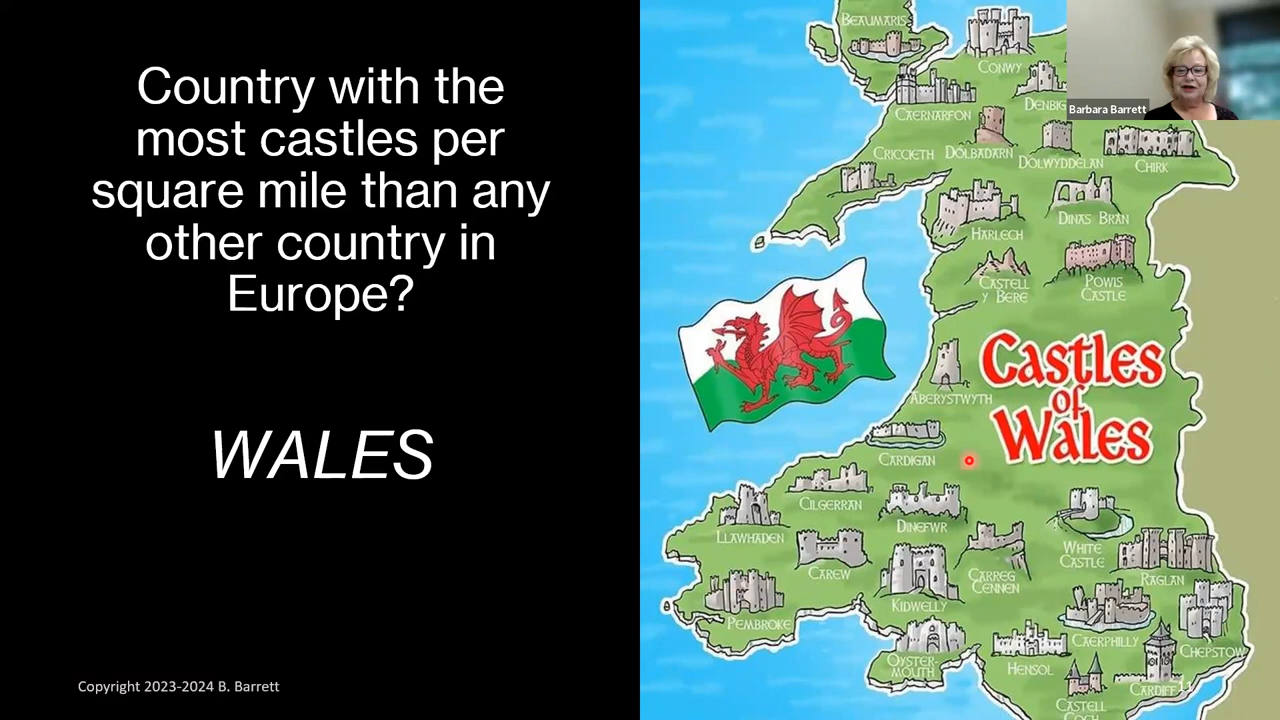 Country with the
most castles per
square mile than any
other country in
Europe?
WALES
Copyright 2023-2024 B. Barrett
BEAUMARIS
CONWY
Barbara Barrett
CAERNARFON
DENBIG
CRICCIETH
DOLBADARN
DOLWYDDELAN
CHIRK
HARLECH
DINAS BRAN
CASTELL
Y BERE
POWIS
CASTLE
Castles
of
Wales
ABERYSTWYTH
CARDIGAN
CILGERRAN
DINEFWR
LLAWHADEN
WHITE
CASTLE
RAGLAN
CAREW
CARREG
CENNEN
KIDWELLY
PEMBROKE
CAERPHILLY
CHEPSTOW
OYSTER-
MOUTH
HENSOL
CARDIFF
11
CASTELL
COCH